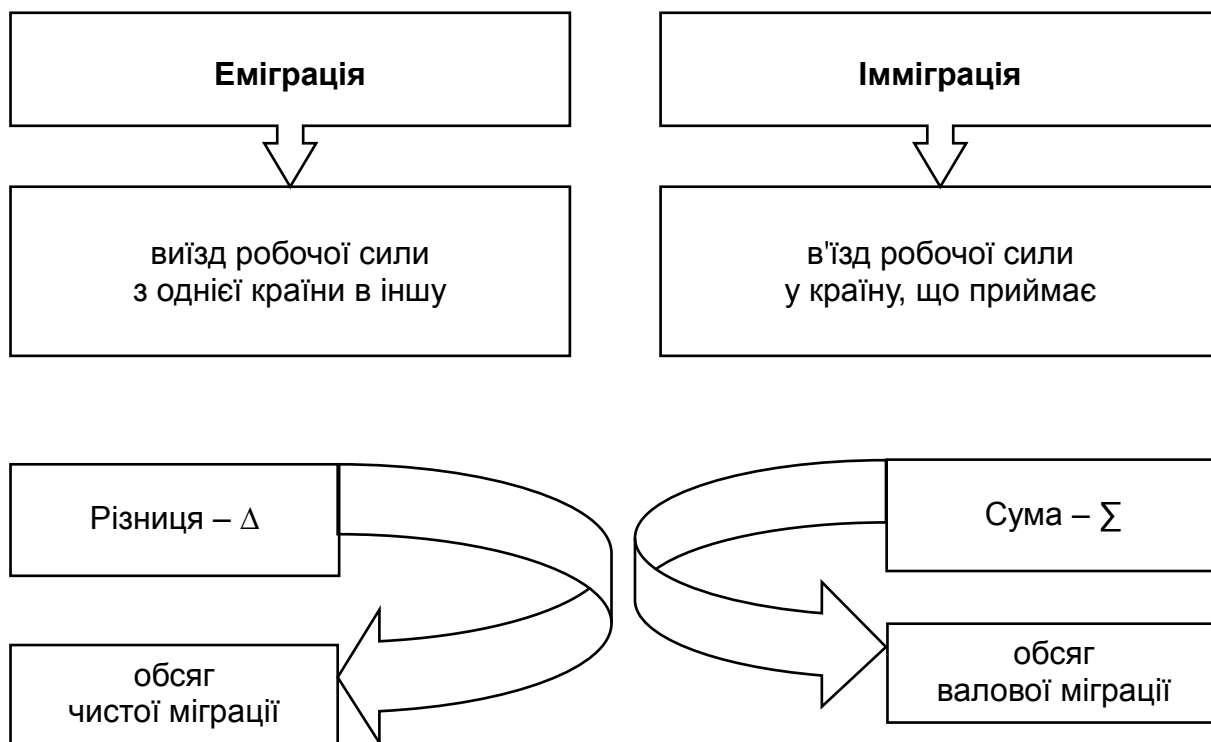 Еміграція
Імміграція
виїзд робочої сили
з однієї країни в іншу
в'їзд робочої сили
у країну, що приймає
Різниця – Δ
Сума – ∑
обсяг
чистої міграції
обсяг
валової міграції